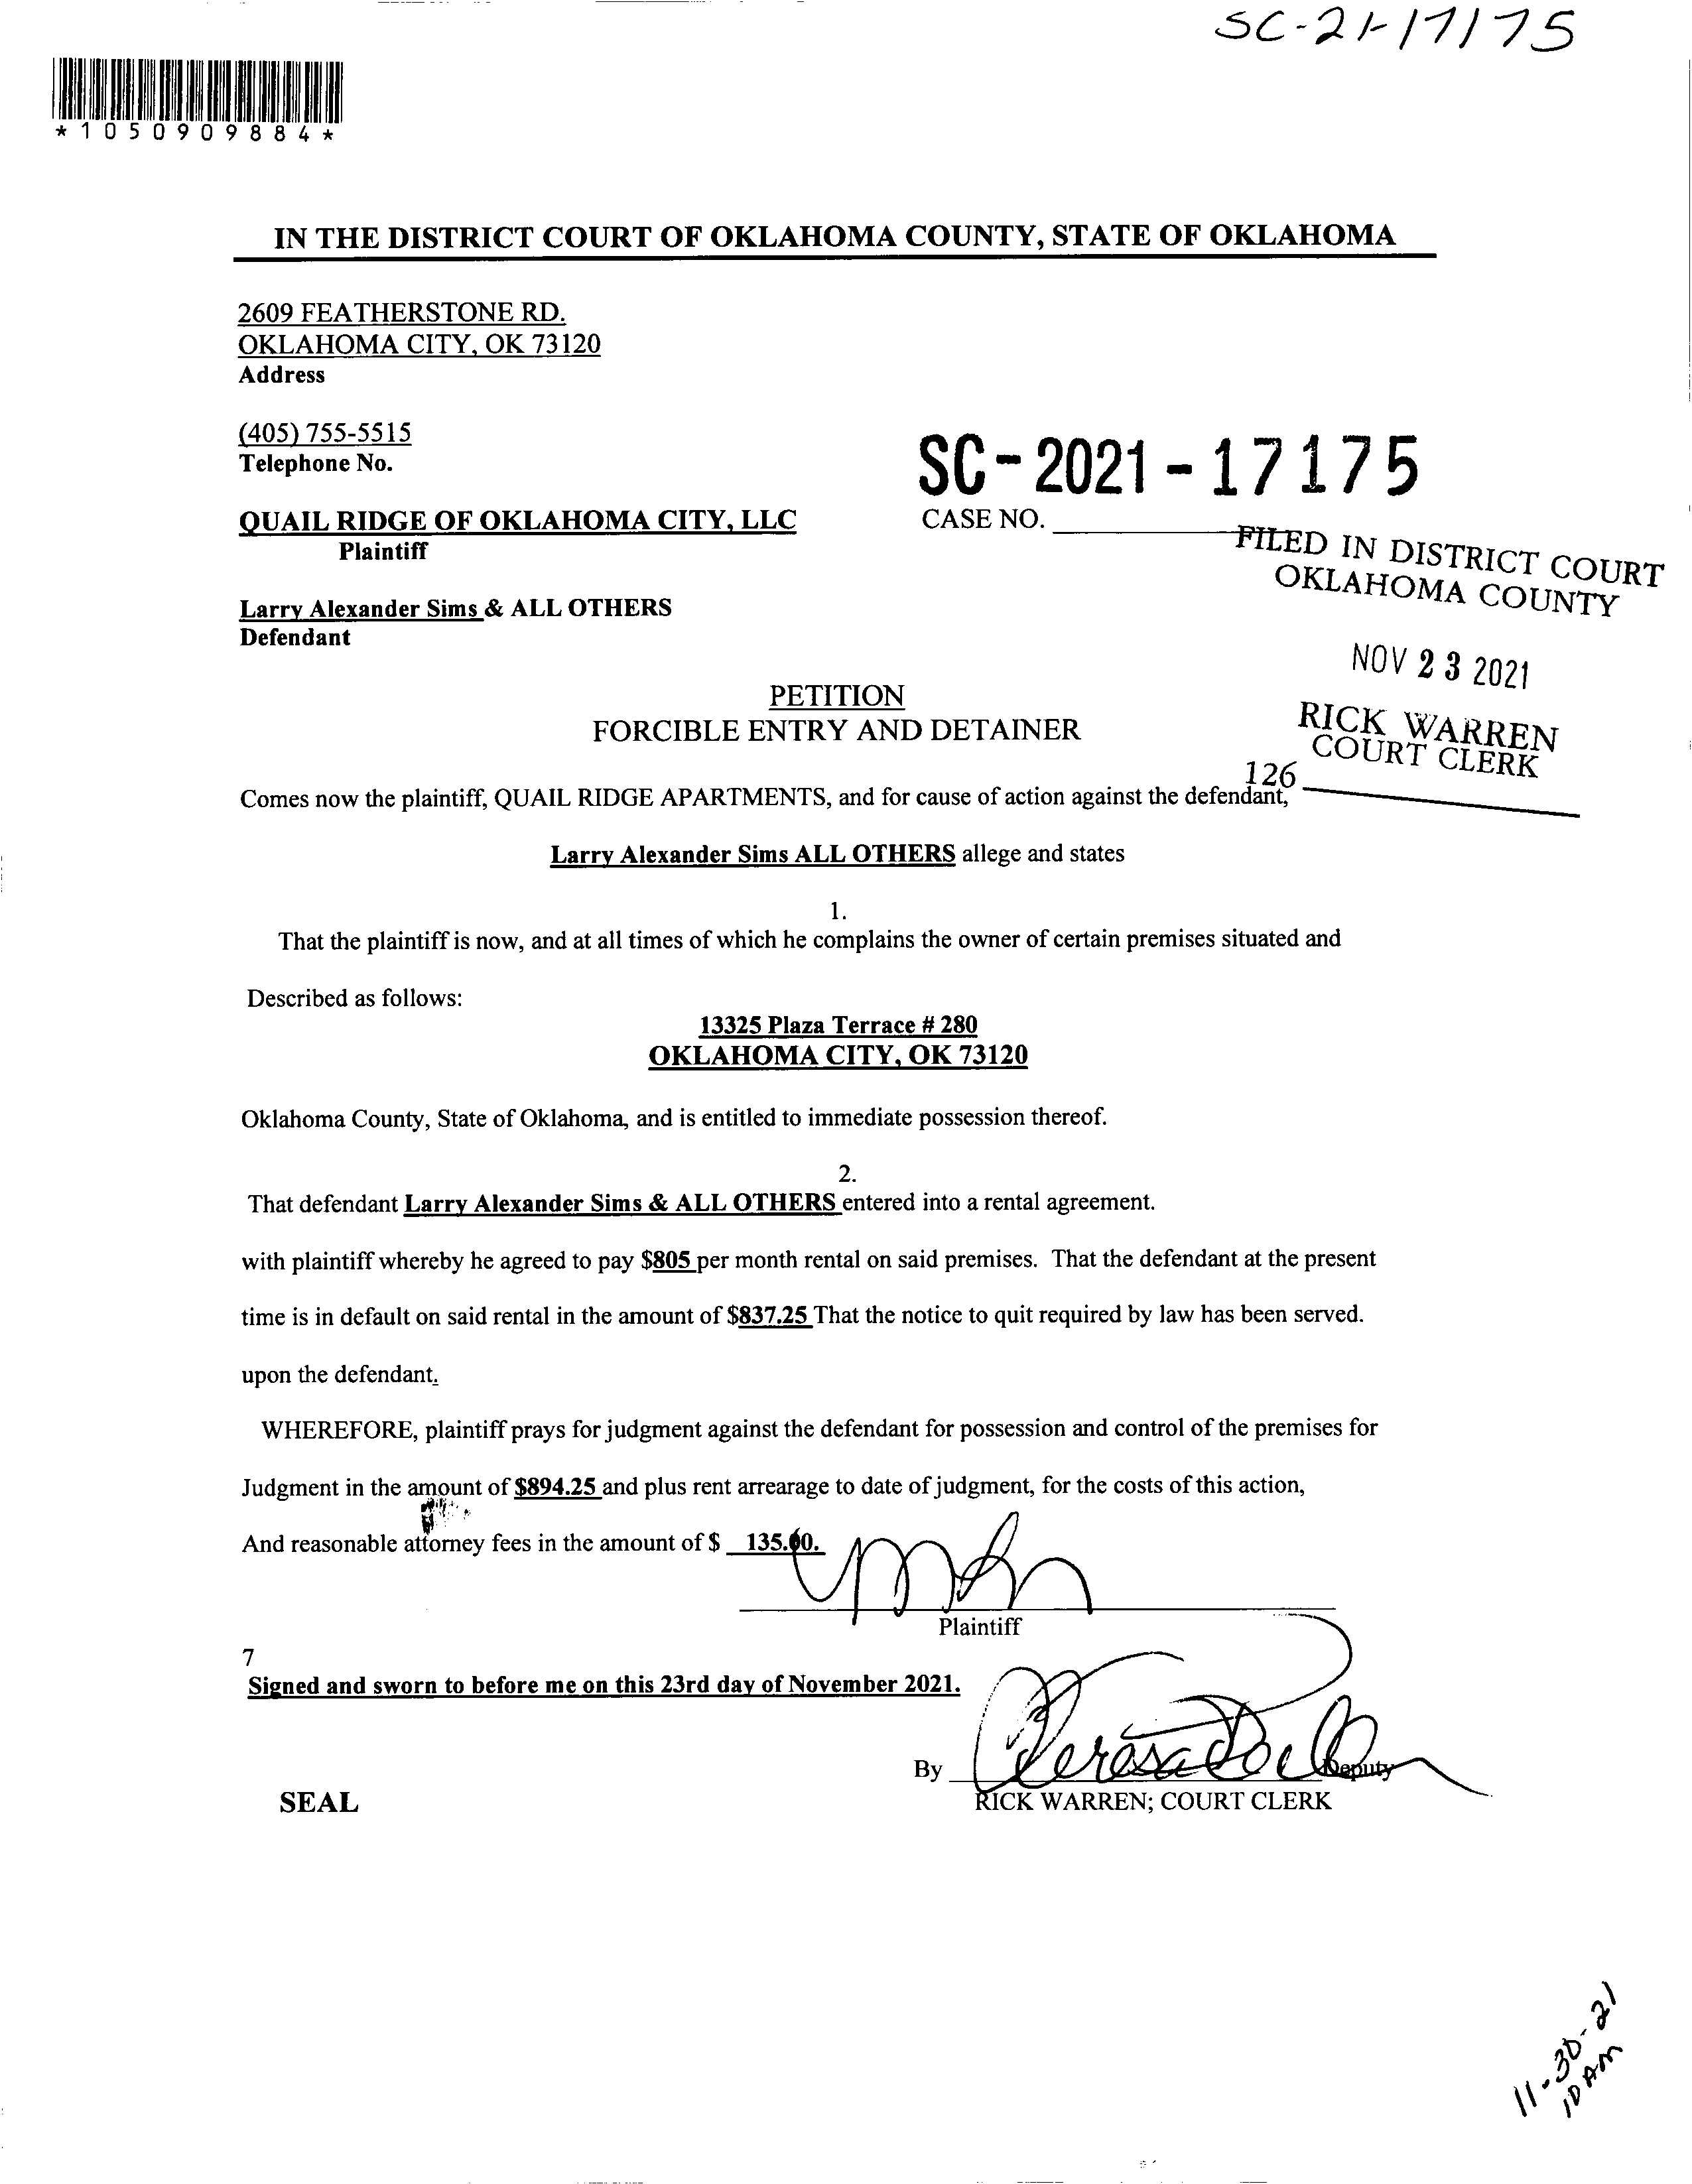 SC-21-17175
*1050909884*
IN THE DISTRICT COURT OF OKLAHOMA COUNTY, STATE OF OKLAHOMA
2609 FEATHERSTONE RD.
OKLAHOMA CITY, OK 73120
Address
(405) 755-5515
Telephone No.
SC-2021-17175
QUAIL RIDGE OF OKLAHOMA CITY, LLC
CASE NO.
Plaintiff
FILED IN DISTRICT COURT
OKLAHOMA COUNTY
Larry Alexander Sims & ALL OTHERS
Defendant
NOV 23 2021
PETITION
FORCIBLE ENTRY AND DETAINER
RICK WARREN
COURT CLERK
126
Comes now the plaintiff, QUAIL RIDGE APARTMENTS, and for cause of action against the defendant,
Larry Alexander Sims ALL OTHERS allege and states
1.
That the plaintiff is now, and at all times of which he complains the owner of certain premises situated and
Described as follows:
13325 Plaza Terrace # 280
OKLAHOMA CITY, OK 73120
Oklahoma County, State of Oklahoma, and is entitled to immediate possession thereof.
2.
That defendant Larry Alexander Sims & ALL OTHERS entered into a rental agreement.
with plaintiff whereby he agreed to pay $805 per month rental on said premises. That the defendant at the present
time is in default on said rental in the amount of $837.25 That the notice to quit required by law has been served.
upon the defendant.
WHEREFORE, plaintiff prays for judgment against the defendant for possession and control of the premises for
Judgment in the amount of $894.25 and plus rent arrearage to date of judgment, for the costs of this action,
And reasonable attorney fees in the amount of $ 135.00.
Plaintiff
7
Signed and sworn to before me on this 23rd day of November 2021.
By
Deputy
SEAL
RICK WARREN; COURT CLERK
11-30-21
10 AM